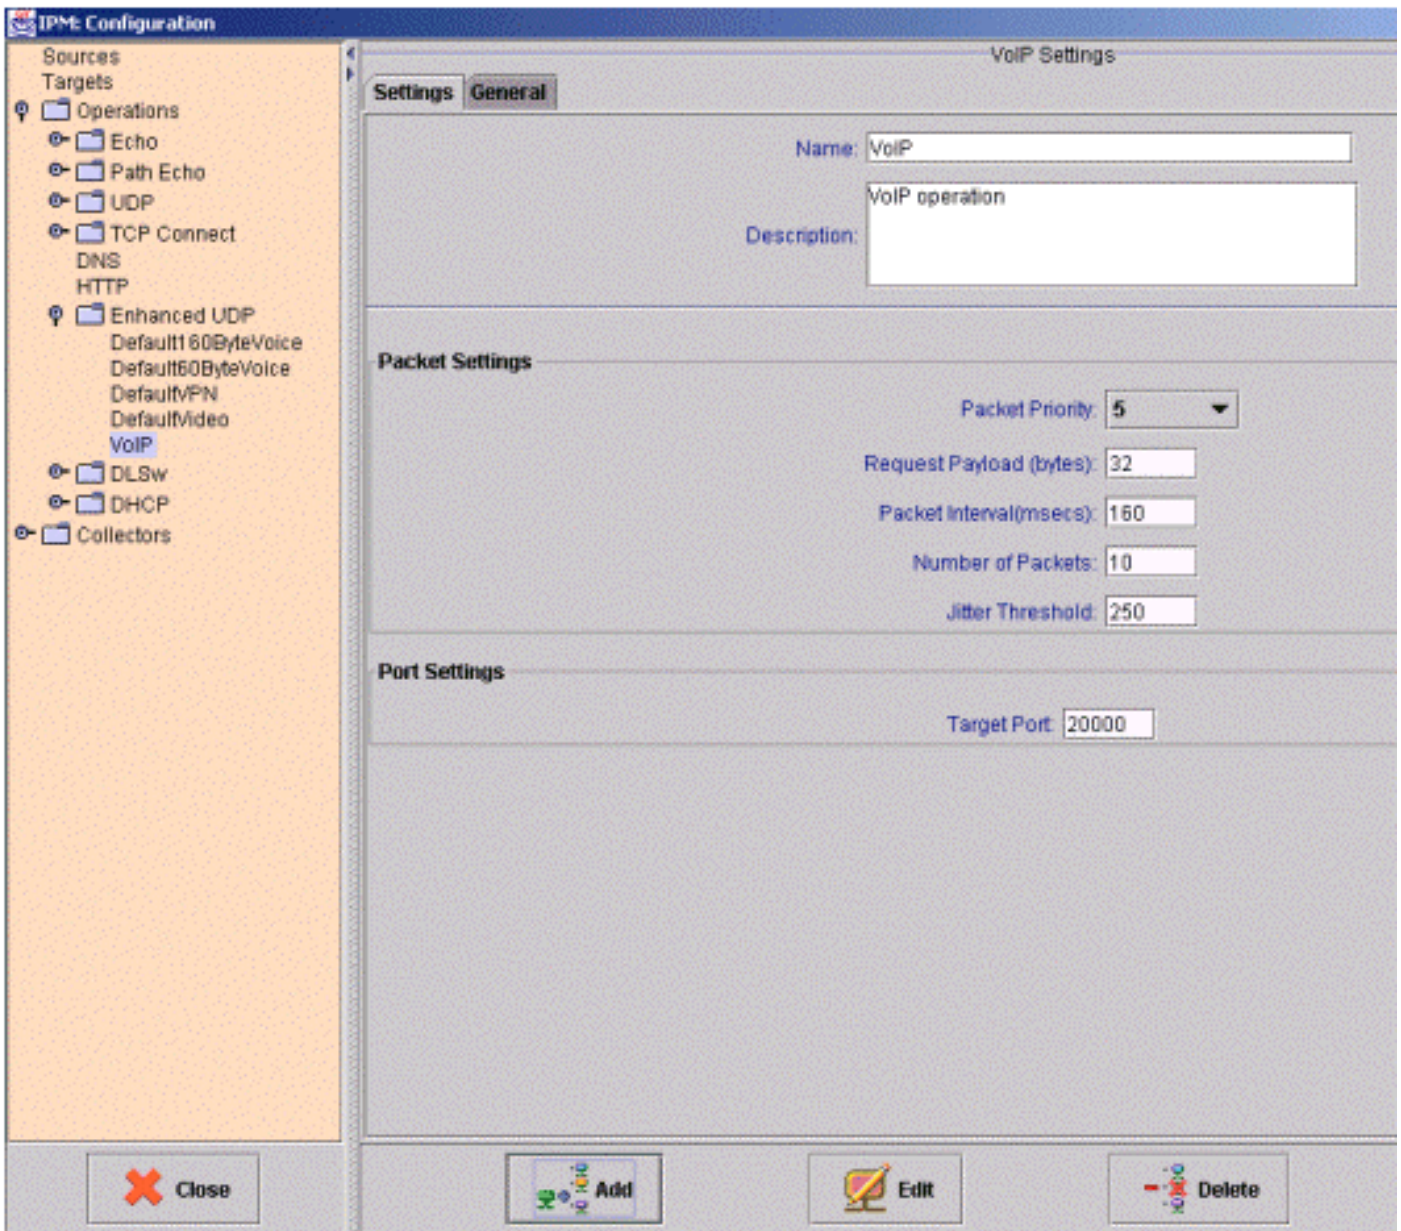 IPM: Configuration
Sources
Targets
Operations
Echo
Path Echo
UDP
TCP Connect
DNS
HTTP
Enhanced UDP
Default160ByteVoice
Default60ByteVoice
DefaultVPN
DefaultVideo
VoIP
DLSw
DHCP
Collectors
Close
VoIP Settings
Settings General
Name: VoIP
Description: VoIP operation
Packet Settings
Packet Priority: 5
Request Payload (bytes): 32
Packet Interval(msecs): 160
Number of Packets: 10
Jitter Threshold: 250
Port Settings
Target Port: 20000
Add Edit Delete